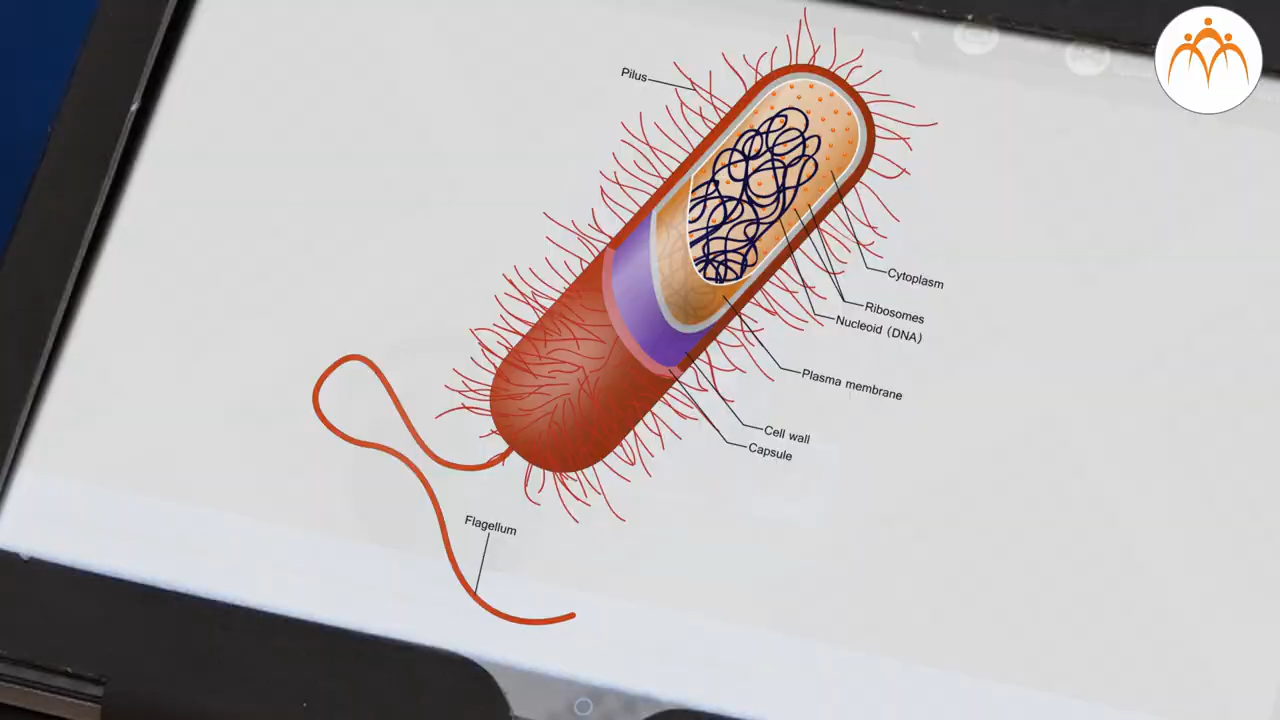 Pilus
Cytoplasm
Ribosomes
Nucleoid (DNA)
Plasma membrane
Cell wall
Capsule
Flagellum